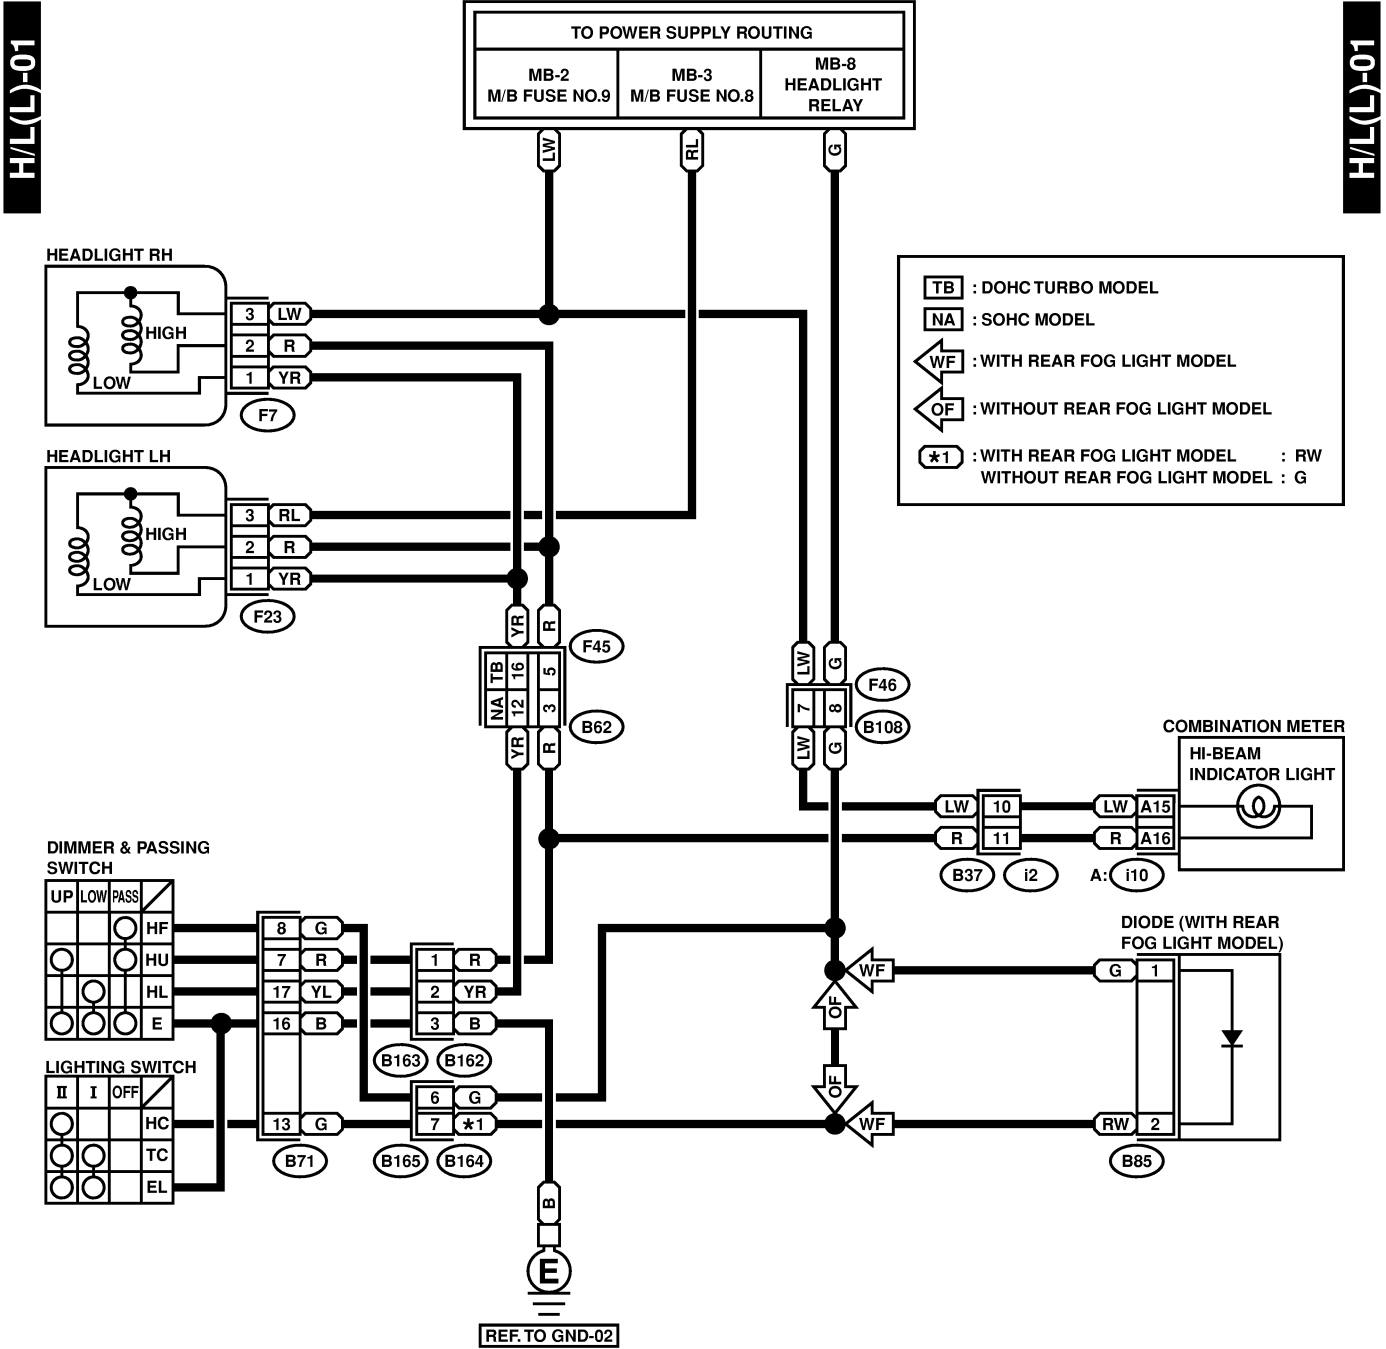 H/L(L)-01
H/L(L)-01
TO POWER SUPPLY ROUTING
MB-2
M/B FUSE NO.9
MB-3
M/B FUSE NO.8
MB-8
HEADLIGHT
RELAY
LW
RL
G
HEADLIGHT RH
HIGH
LOW
3 LW
2 R
1 YR
F7
TB : DOHC TURBO MODEL
NA : SOHC MODEL
WF : WITH REAR FOG LIGHT MODEL
OF : WITHOUT REAR FOG LIGHT MODEL
*1 : WITH REAR FOG LIGHT MODEL : RW
WITHOUT REAR FOG LIGHT MODEL : G
HEADLIGHT LH
HIGH
LOW
3 RL
2 R
1 YR
F23
YR
R
F45
TB 16 5
NA 12 3
B62
YR
R
LW
G
F46
7 8
B108
LW
G
COMBINATION METER
HI-BEAM
INDICATOR LIGHT
LW 10 LW A15
R 11 R A16
B37 i2 A: i10
DIMMER & PASSING
SWITCH
UP LOW PASS
HF
HU
HL
E
8 G
7 R
17 YL
16 B
1 R
2 YR
3 B
B163 B162
LIGHTING SWITCH
II I OFF
HC
TC
EL
13 G
B71
6 G
7 *1
B165 B164
DIODE (WITH REAR
FOG LIGHT MODEL)
WF
G 1
OF
OF
WF
RW 2
B85
B
E
REF. TO GND-02